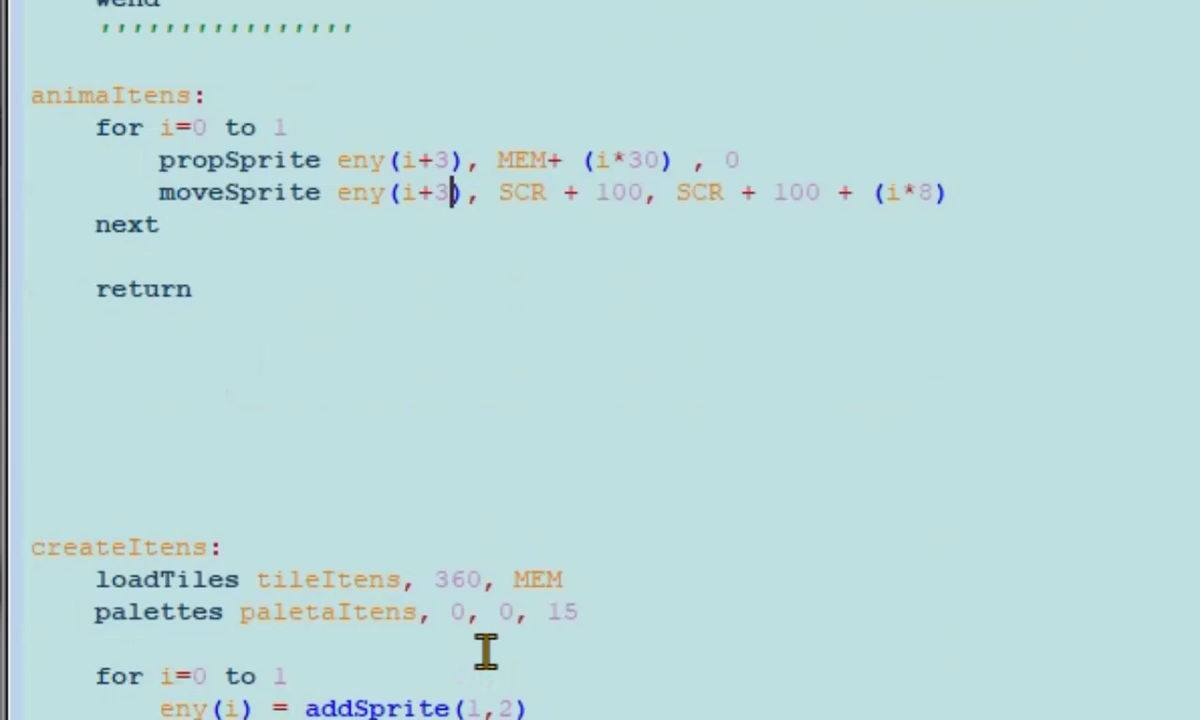 wend
''''''''''''''''
animaItens:
for i=0 to 1
propSprite eny(i+3), MEM+ (i*30) , 0
moveSprite eny(i+3), SCR + 100, SCR + 100 + (i*8)
next
return
createItens:
loadTiles tileItens, 360, MEM
palettes paletaItens, 0, 0, 15
for i=0 to 1
eny(i) = addSprite(1,2)